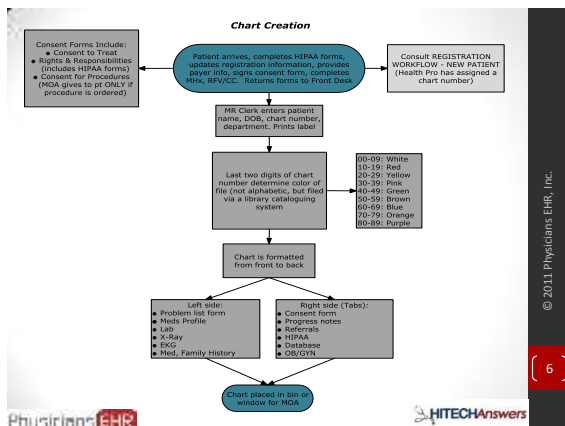 Chart Creation
Consent Forms Include:
● Consent to Treat
● Rights & Responsibilities
(includes HIPAA forms)
● Consent for Procedures
(MOA gives to pt ONLY if
procedure is ordered)
Patient arrives, completes HIPAA forms,
updates registration information, provides
payer info, signs consent form, completes
MHx, RFV/CC. Returns forms to Front Desk
Consult REGISTRATION
WORKFLOW - NEW PATIENT
(Health Pro has assigned a
chart number)
MR Clerk enters patient
name, DOB, chart number,
department. Prints label
Last two digits of chart
number determine color of
file (not alphabetic, but filed
via a library cataloguing
system
00-09: White
10-19: Red
20-29: Yellow
30-39: Pink
40-49: Green
50-59: Brown
60-69: Blue
70-79: Orange
80-89: Purple
Chart is formatted
from front to back
Left side:
● Problem list form
● Meds Profile
● Lab
● X-Ray
● EKG
● Med, Family History
Right side (Tabs):
● Consent form
● Progress notes
● Referrals
● HIPAA
● Database
● OB/GYN
Chart placed in bin or
window for MOA
© 2011 Physicians EHR, Inc.
6
Physicians EHR
HITECHAnswers